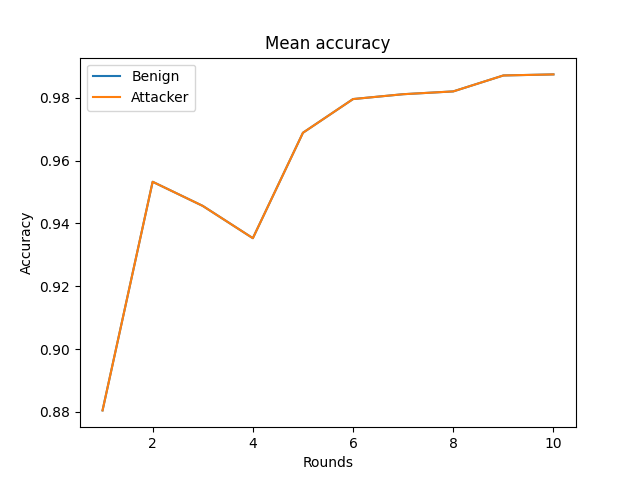 Mean accuracy
Benign
Attacker
Accuracy
0.98
0.96
0.94
0.92
0.90
0.88
2 4 6 8 10
Rounds